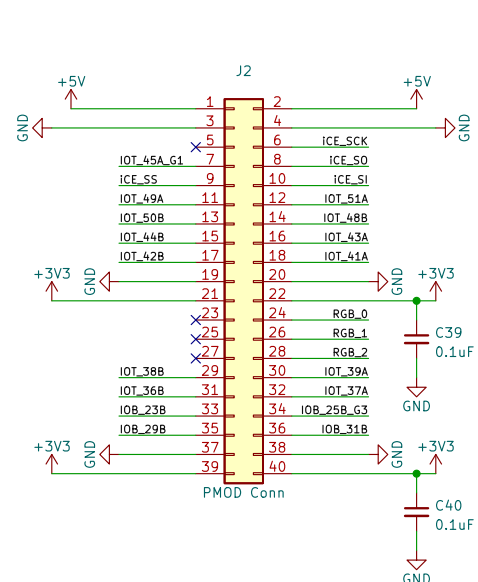 J2
+5V +5V
1 2
GND 3 4 GND
5 6 iCE_SCK
IOT_45A_G1 7 8 iCE_SO
iCE_SS 9 10 iCE_SI
IOT_49A 11 12 IOT_51A
IOT_50B 13 14 IOT_48B
IOT_44B 15 16 IOT_43A
IOT_42B 17 18 IOT_41A
+3V3 GND 19 20 GND +3V3
21 22
23 24 RGB_0
25 26 RGB_1 C39
27 28 RGB_2 0.1uF
IOT_38B 29 30 IOT_39A
IOT_36B 31 32 IOT_37A
GND
IOB_23B 33 34 IOB_25B_G3
IOB_29B 35 36 IOB_31B
+3V3 GND 37 38 GND +3V3
39 40
PMOD Conn
C40
0.1uF
GND